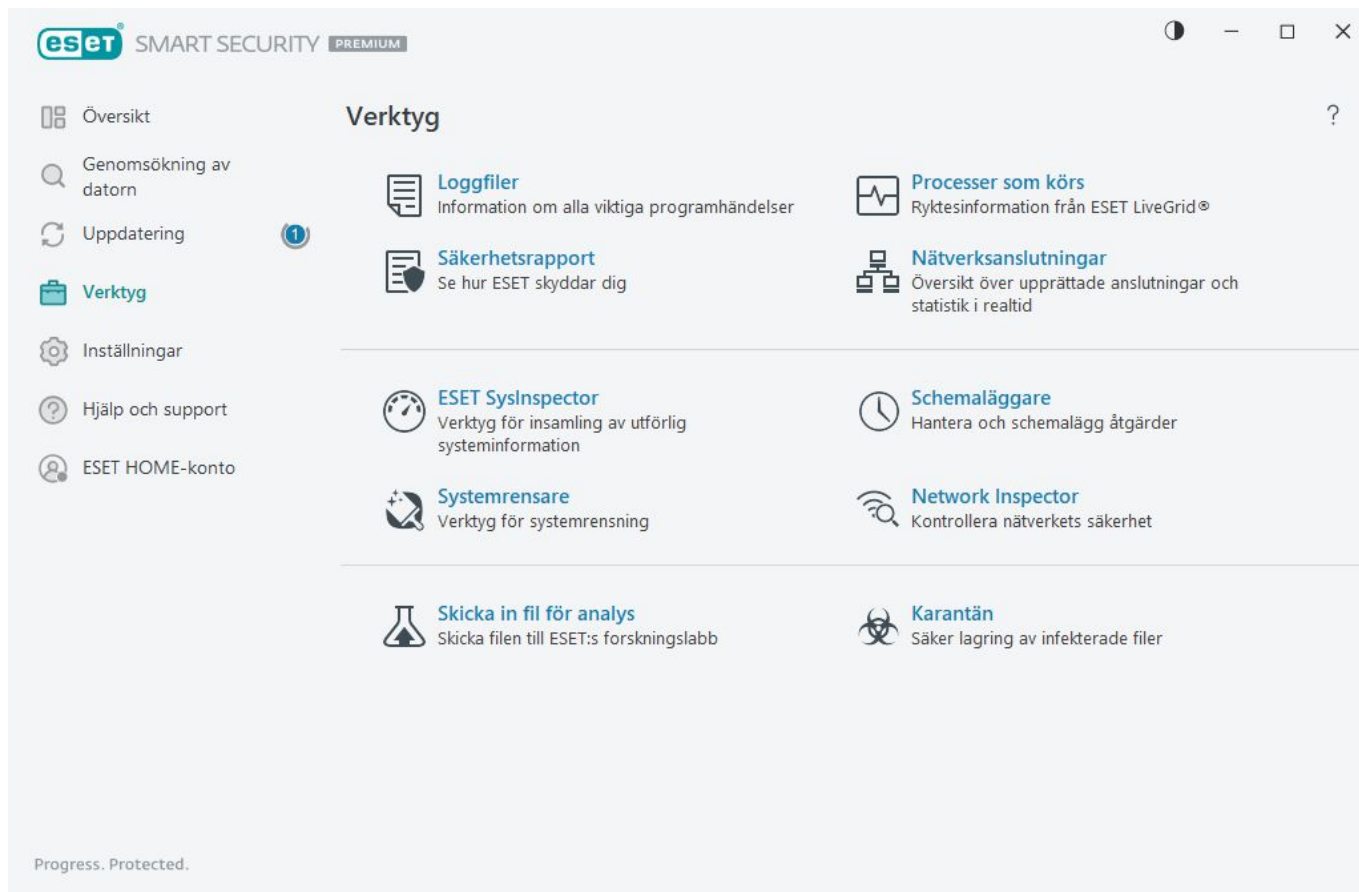 eset® SMART SECURITY PREMIUM
Översikt
Genomsökning av
datorn
Uppdatering
1
Verktyg
Inställningar
Hjälp och support
ESET HOME-konto
Verktyg
?
Loggfiler
Information om alla viktiga programhändelser
Processer som körs
Ryktesinformation från ESET LiveGrid®
Säkerhetsrapport
Se hur ESET skyddar dig
Nätverksanslutningar
Översikt över upprättade anslutningar och
statistik i realtid
ESET SysInspector
Verktyg för insamling av utförlig
systeminformation
Schemaläggare
Hantera och schemalägg åtgärder
Systemrensare
Verktyg för systemrensning
Network Inspector
Kontrollera nätverkets säkerhet
Skicka in fil för analys
Skicka filen till ESET:s forskningslabb
Karantän
Säker lagring av infekterade filer
Progress. Protected.